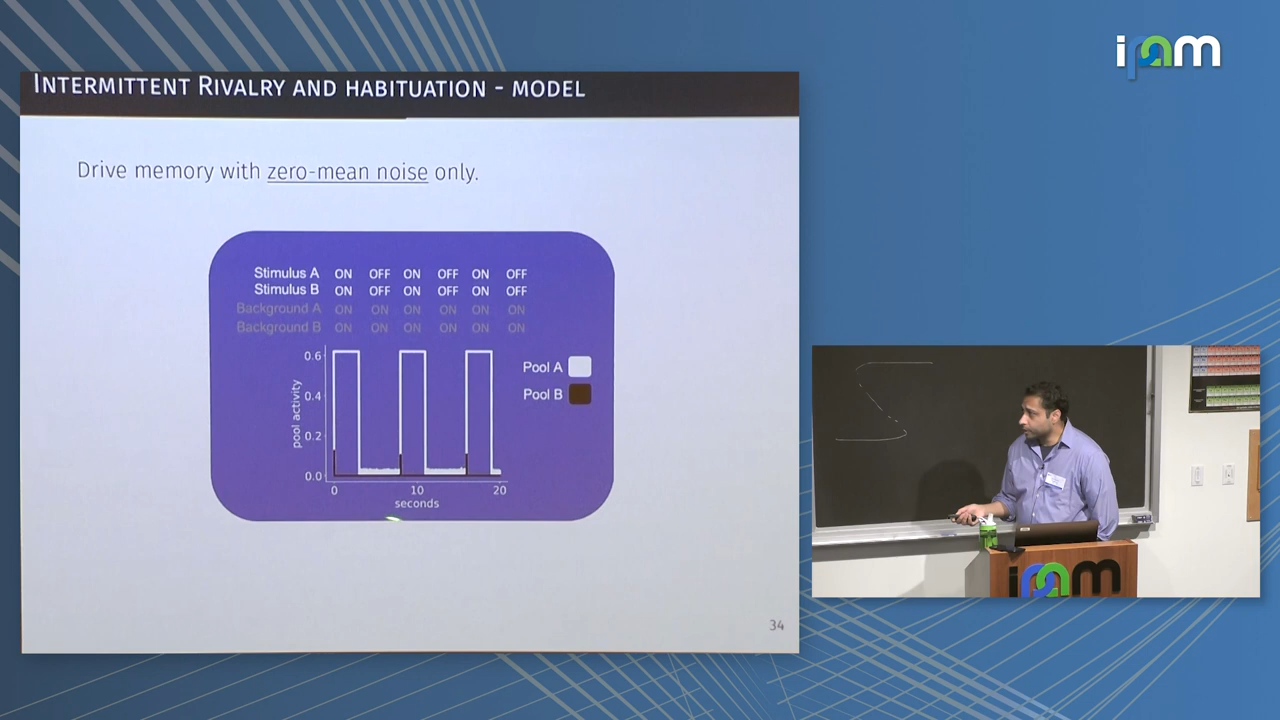 ipam
INTERMITTENT RIVALRY AND HABITUATION - MODEL
Drive memory with zero-mean noise only.
Stimulus A ON OFF ON OFF ON OFF
Stimulus B ON OFF ON OFF ON OFF
Background A ON ON ON ON ON ON
Background B ON ON ON ON ON ON
0.6
0.4
0.2
0.0
pool activity
0 10 20
seconds
Pool A
Pool B
34
ipam